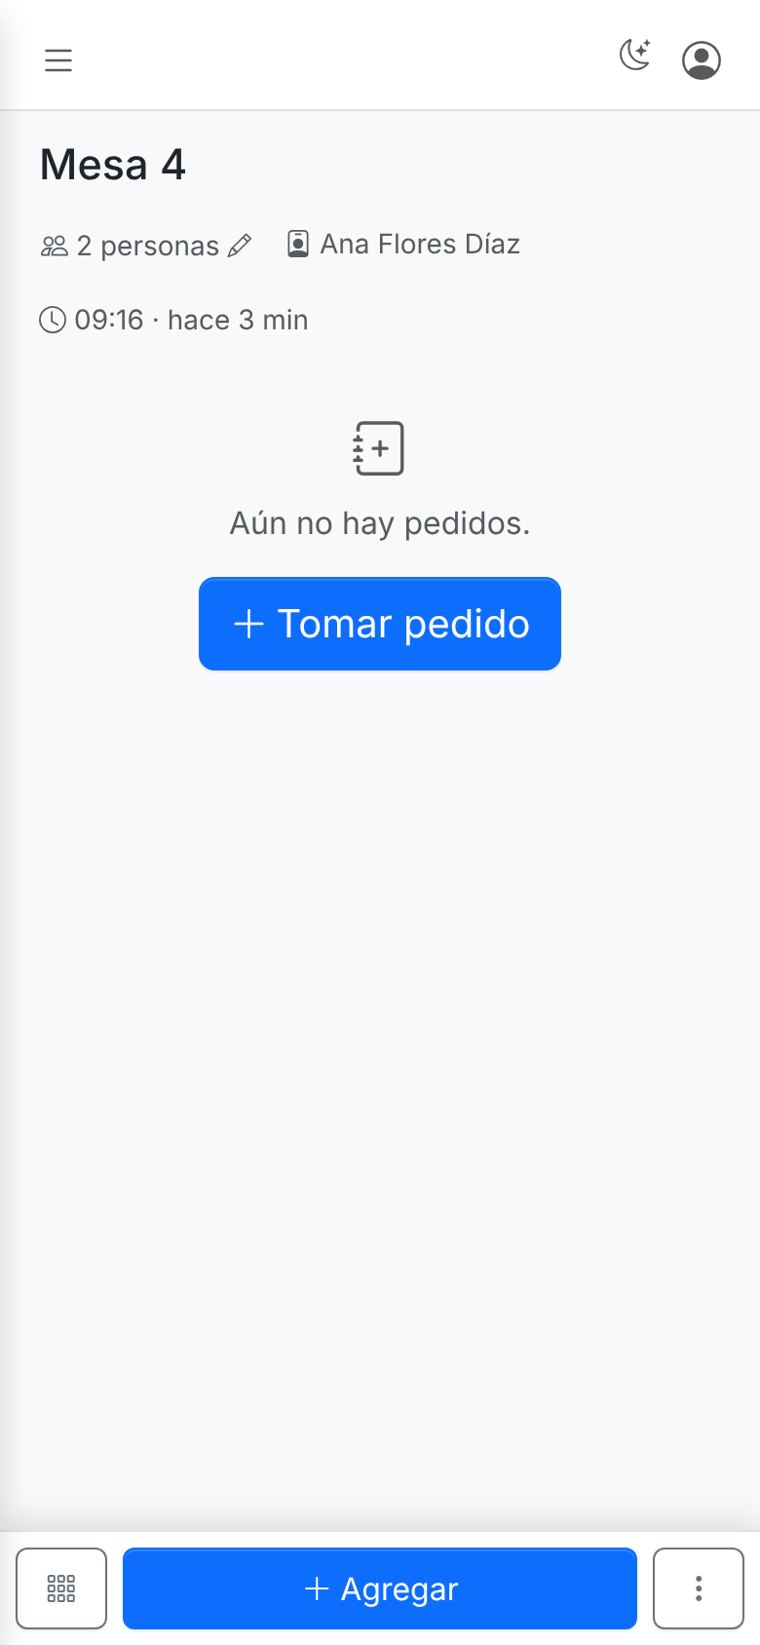 Mesa 4
2 personas Ana Flores Díaz
09:16 · hace 3 min
Aún no hay pedidos.
+ Tomar pedido
+ Agregar